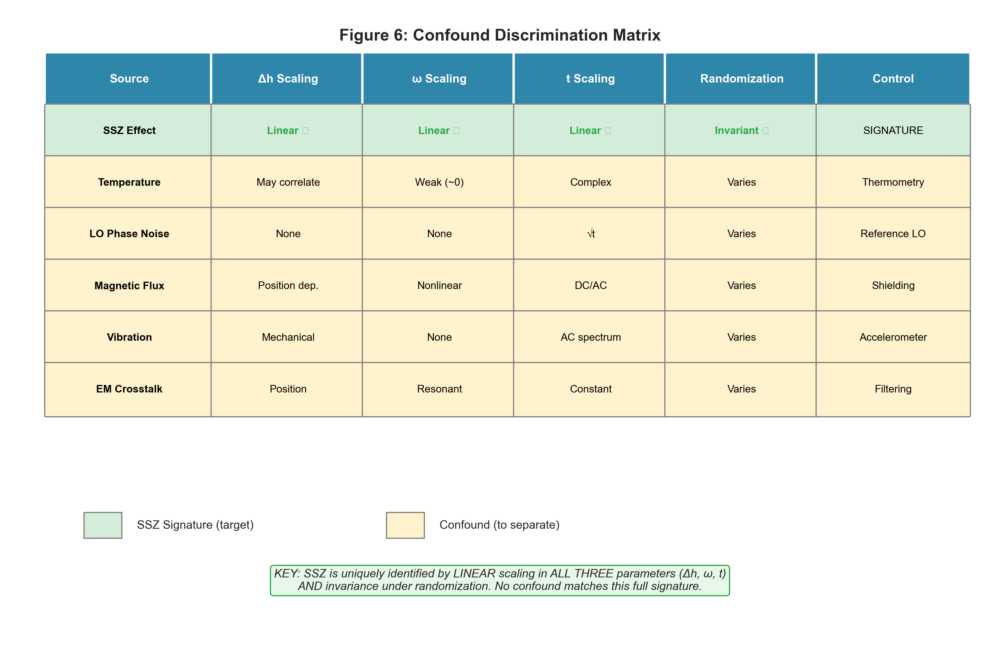 Figure 6: Confound Discrimination Matrix
Source Δh Scaling ω Scaling t Scaling Randomization Control
SSZ Effect Linear □ Linear □ Linear □ Invariant □ SIGNATURE
Temperature May correlate Weak (~0) Complex Varies Thermometry
LO Phase Noise None None √t Varies Reference LO
Magnetic Flux Position dep. Nonlinear DC/AC Varies Shielding
Vibration Mechanical None AC spectrum Varies Accelerometer
EM Crosstalk Position Resonant Constant Varies Filtering
SSZ Signature (target) Confound (to separate)
KEY: SSZ is uniquely identified by LINEAR scaling in ALL THREE parameters (Δh, ω, t)
AND invariance under randomization. No confound matches this full signature.